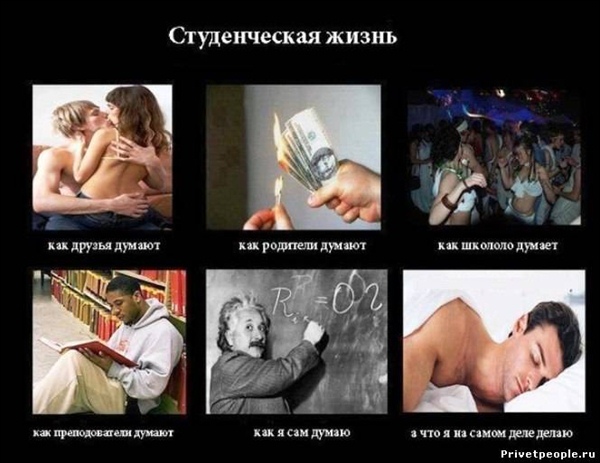 Студенческая жизнь
как друзья думают
как родители думают
как школоло думает
как преподователи думают
как я сам думаю
а что я на самом деле делаю
Privetpeople.ru